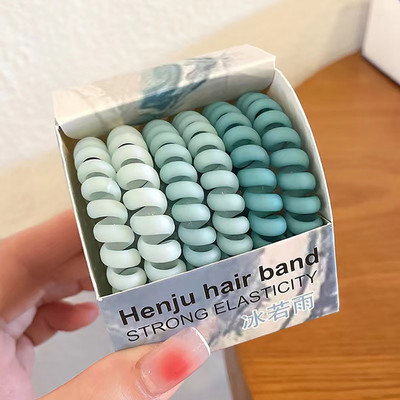 Henju hair band
STRONG ELASTICITY
冰若雨